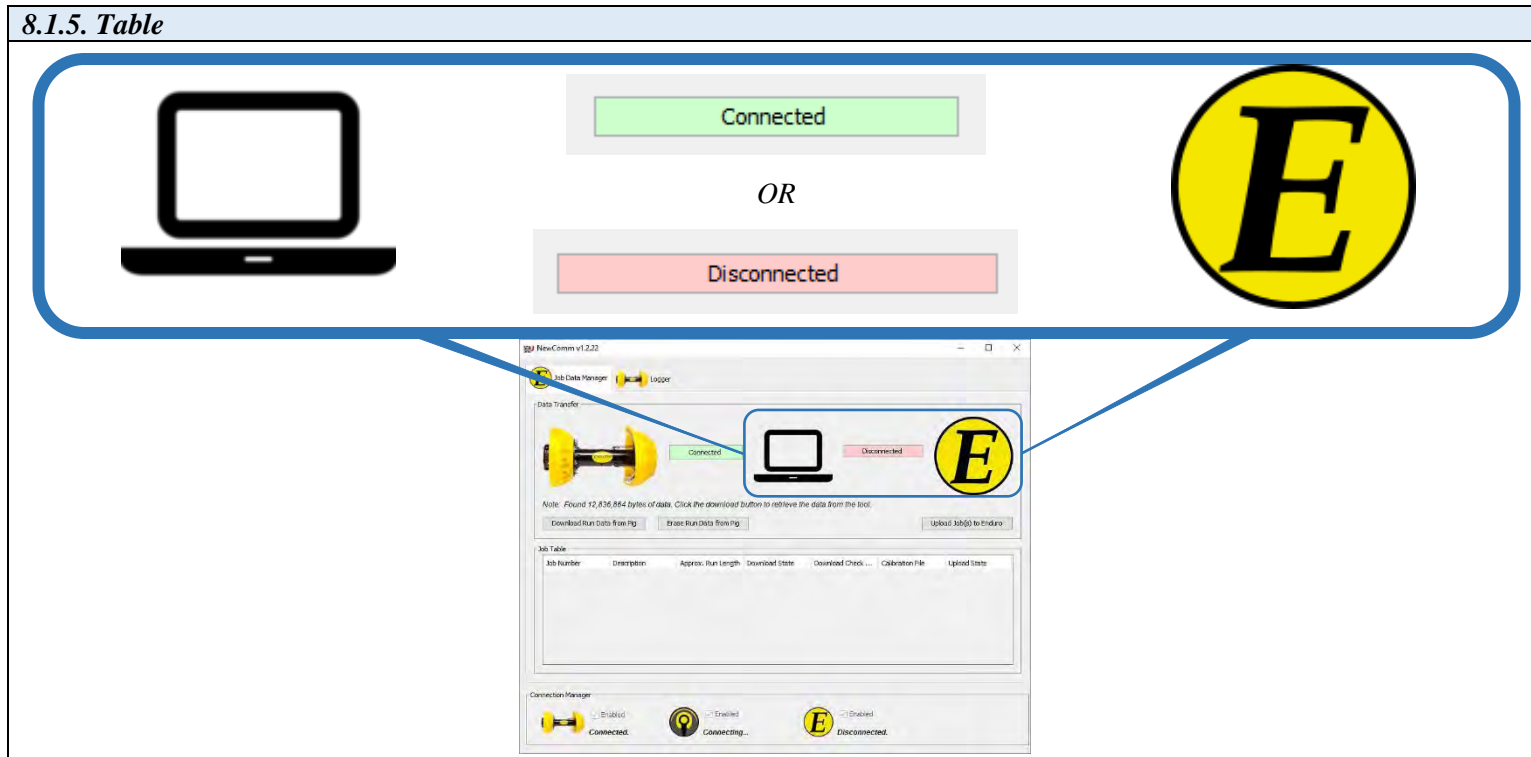 8.1.5. Table
Connected
OR
Disconnected
E
NewComm v1.2.22
E Job Data Manager Logger
Data Transfer
Connected Disconnected E
Note: Found 12,836,864 bytes of data. Click the download button to retrieve the data from the tool.
Download Run Data from Pig Erase Run Data from Pig Upload Job(s) to Enduro
Job Table
Job Number Description Approx. Run Length Download State Download Check ... Calibration File Upload State
Connection Manager
Enabled Enabled E Enabled
Connected. Connecting... Disconnected.